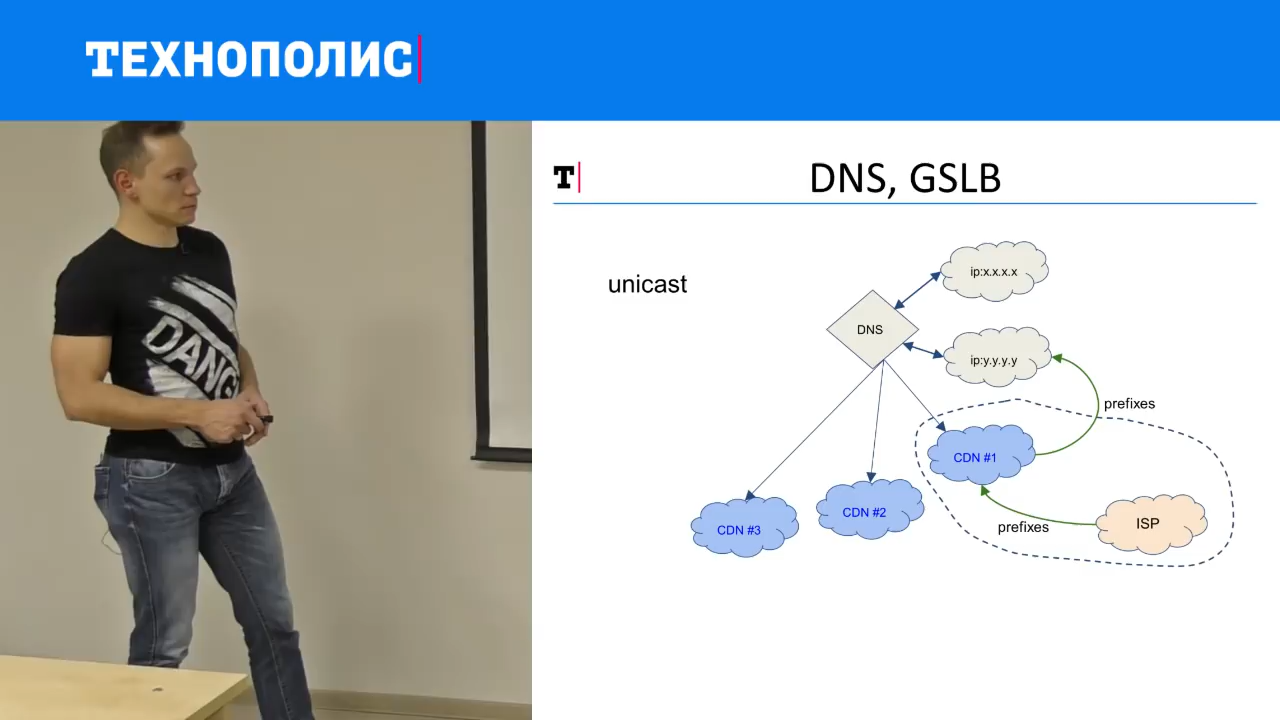 ТЕХНОПОЛИС
DANG
T
DNS, GSLB
unicast
ip:x.x.x.x
DNS
ip:y.y.y.y
prefixes
CDN #1
CDN #2
CDN #3
prefixes
ISP